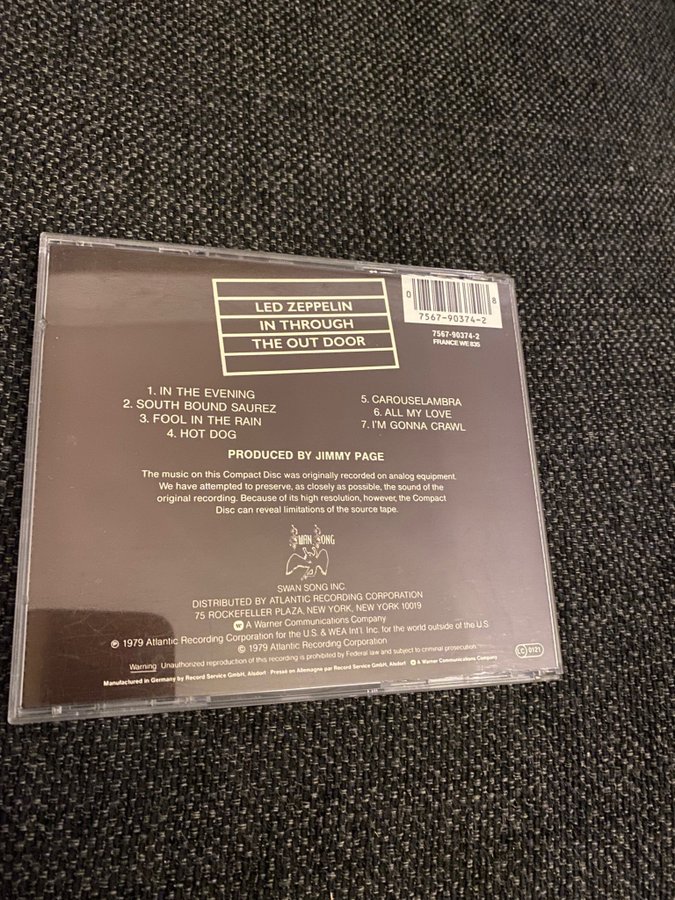 LED ZEPPELIN
IN THROUGH
THE OUT DOOR
0 8
7567-90374-2
7567-90374-2
FRANCE WE 835
1. IN THE EVENING
2. SOUTH BOUND SAUREZ
3. FOOL IN THE RAIN
4. HOT DOG
5. CAROUSELAMBRA
6. ALL MY LOVE
7. I'M GONNA CRAWL
PRODUCED BY JIMMY PAGE
The music on this Compact Disc was originally recorded on analog equipment.
We have attempted to preserve, as closely as possible, the sound of the
original recording. Because of its high resolution, however, the Compact
Disc can reveal limitations of the source tape.
SWAN SONG
SWAN SONG INC.
DISTRIBUTED BY ATLANTIC RECORDING CORPORATION
75 ROCKEFELLER PLAZA, NEW YORK, NEW YORK 10019
A Warner Communications Company
℗ 1979 Atlantic Recording Corporation for the U.S. & WEA Int'l. Inc. for the world outside of the U.S.
© 1979 Atlantic Recording Corporation
Warning Unauthorized reproduction of this recording is prohibited by Federal law and subject to criminal prosecution.
Manufactured in Germany by Record Service GmbH, Alsdorf · Pressé en Allemagne par Record Service GmbH, Alsdorf A Warner Communications Company
LC 0121